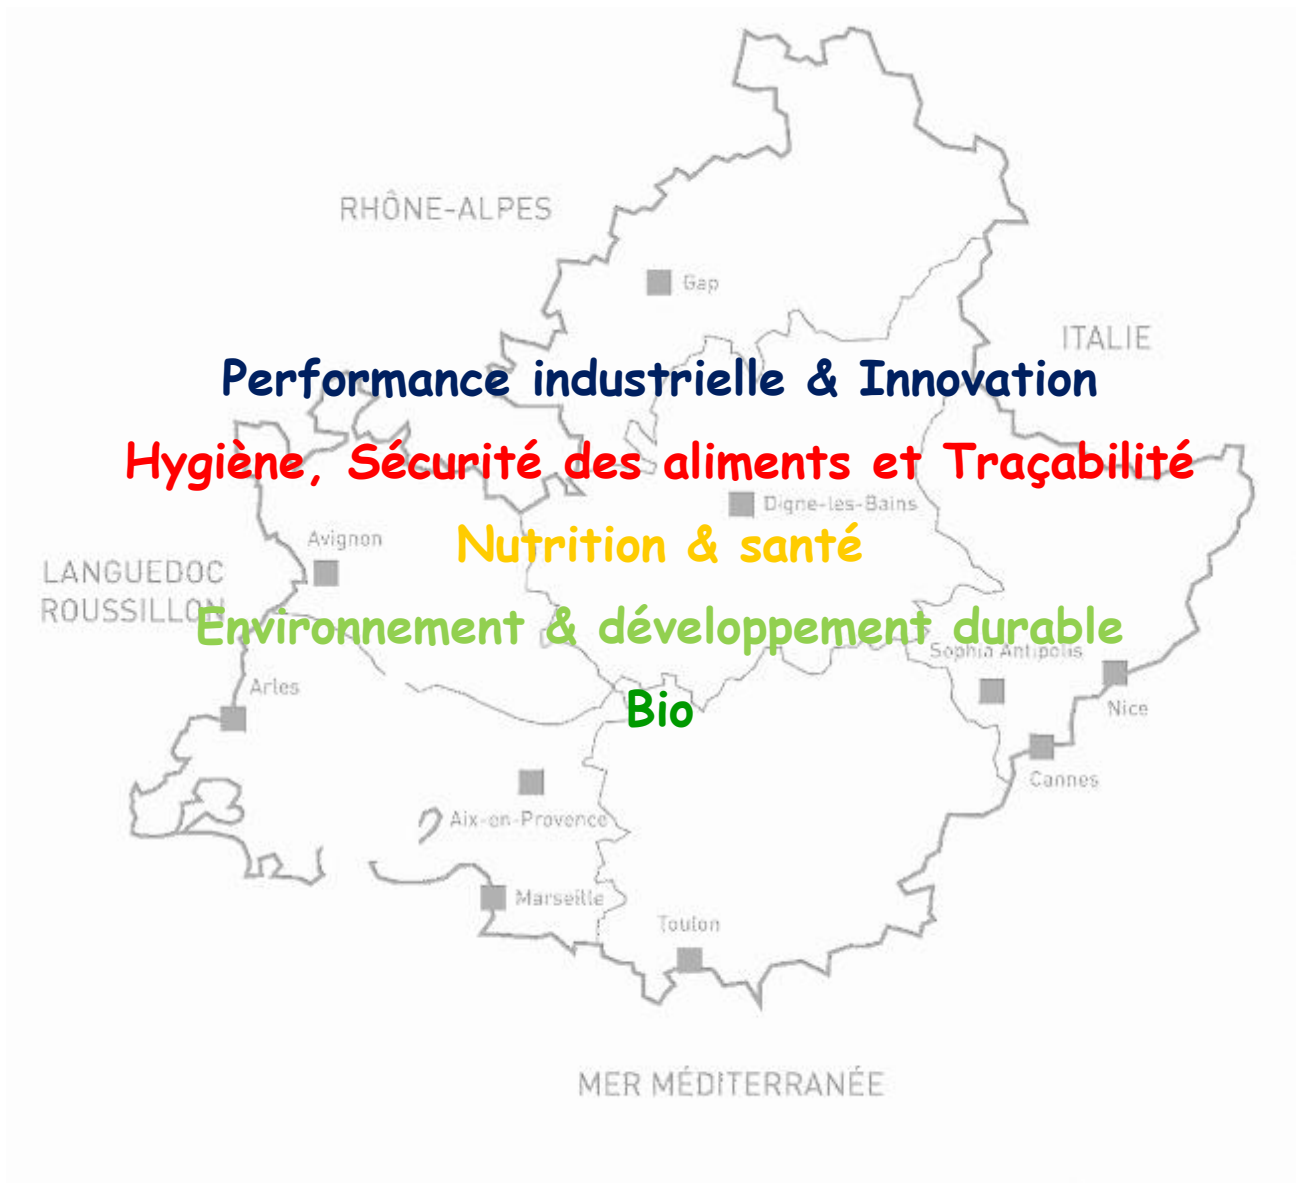 RHÔNE-ALPES
Gap
ITALIE
Performance industrielle & Innovation
Hygiène, Sécurité des aliments et Traçabilité
Digne-les-Bains
Avignon
Nutrition & santé
LANGUEDOC
ROUSSILLON
Environnement & développement durable
Sophia Antipolis
Arles
Nice
Bio
Cannes
Aix-en-Provence
Marseille
Toulon
MER MÉDITERRANÉE